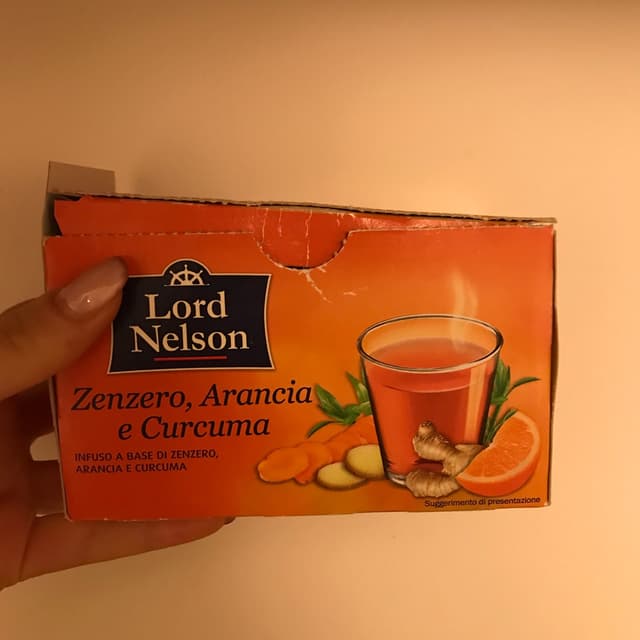 Lord
Nelson
Zenzero, Arancia
e Curcuma
INFUSO A BASE DI ZENZERO,
ARANCIA E CURCUMA
Suggerimento di presentazione